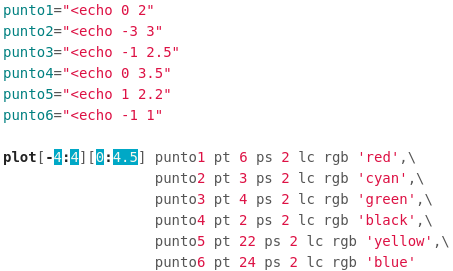 punto1="<echo 0 2"
punto2="<echo -3 3"
punto3="<echo -1 2.5"
punto4="<echo 0 3.5"
punto5="<echo 1 2.2"
punto6="<echo -1 1"
plot[-4:4][0:4.5] punto1 pt 6 ps 2 lc rgb 'red',\
punto2 pt 3 ps 2 lc rgb 'cyan',\
punto3 pt 4 ps 2 lc rgb 'green',\
punto4 pt 2 ps 2 lc rgb 'black',\
punto5 pt 22 ps 2 lc rgb 'yellow',\
punto6 pt 24 ps 2 lc rgb 'blue'